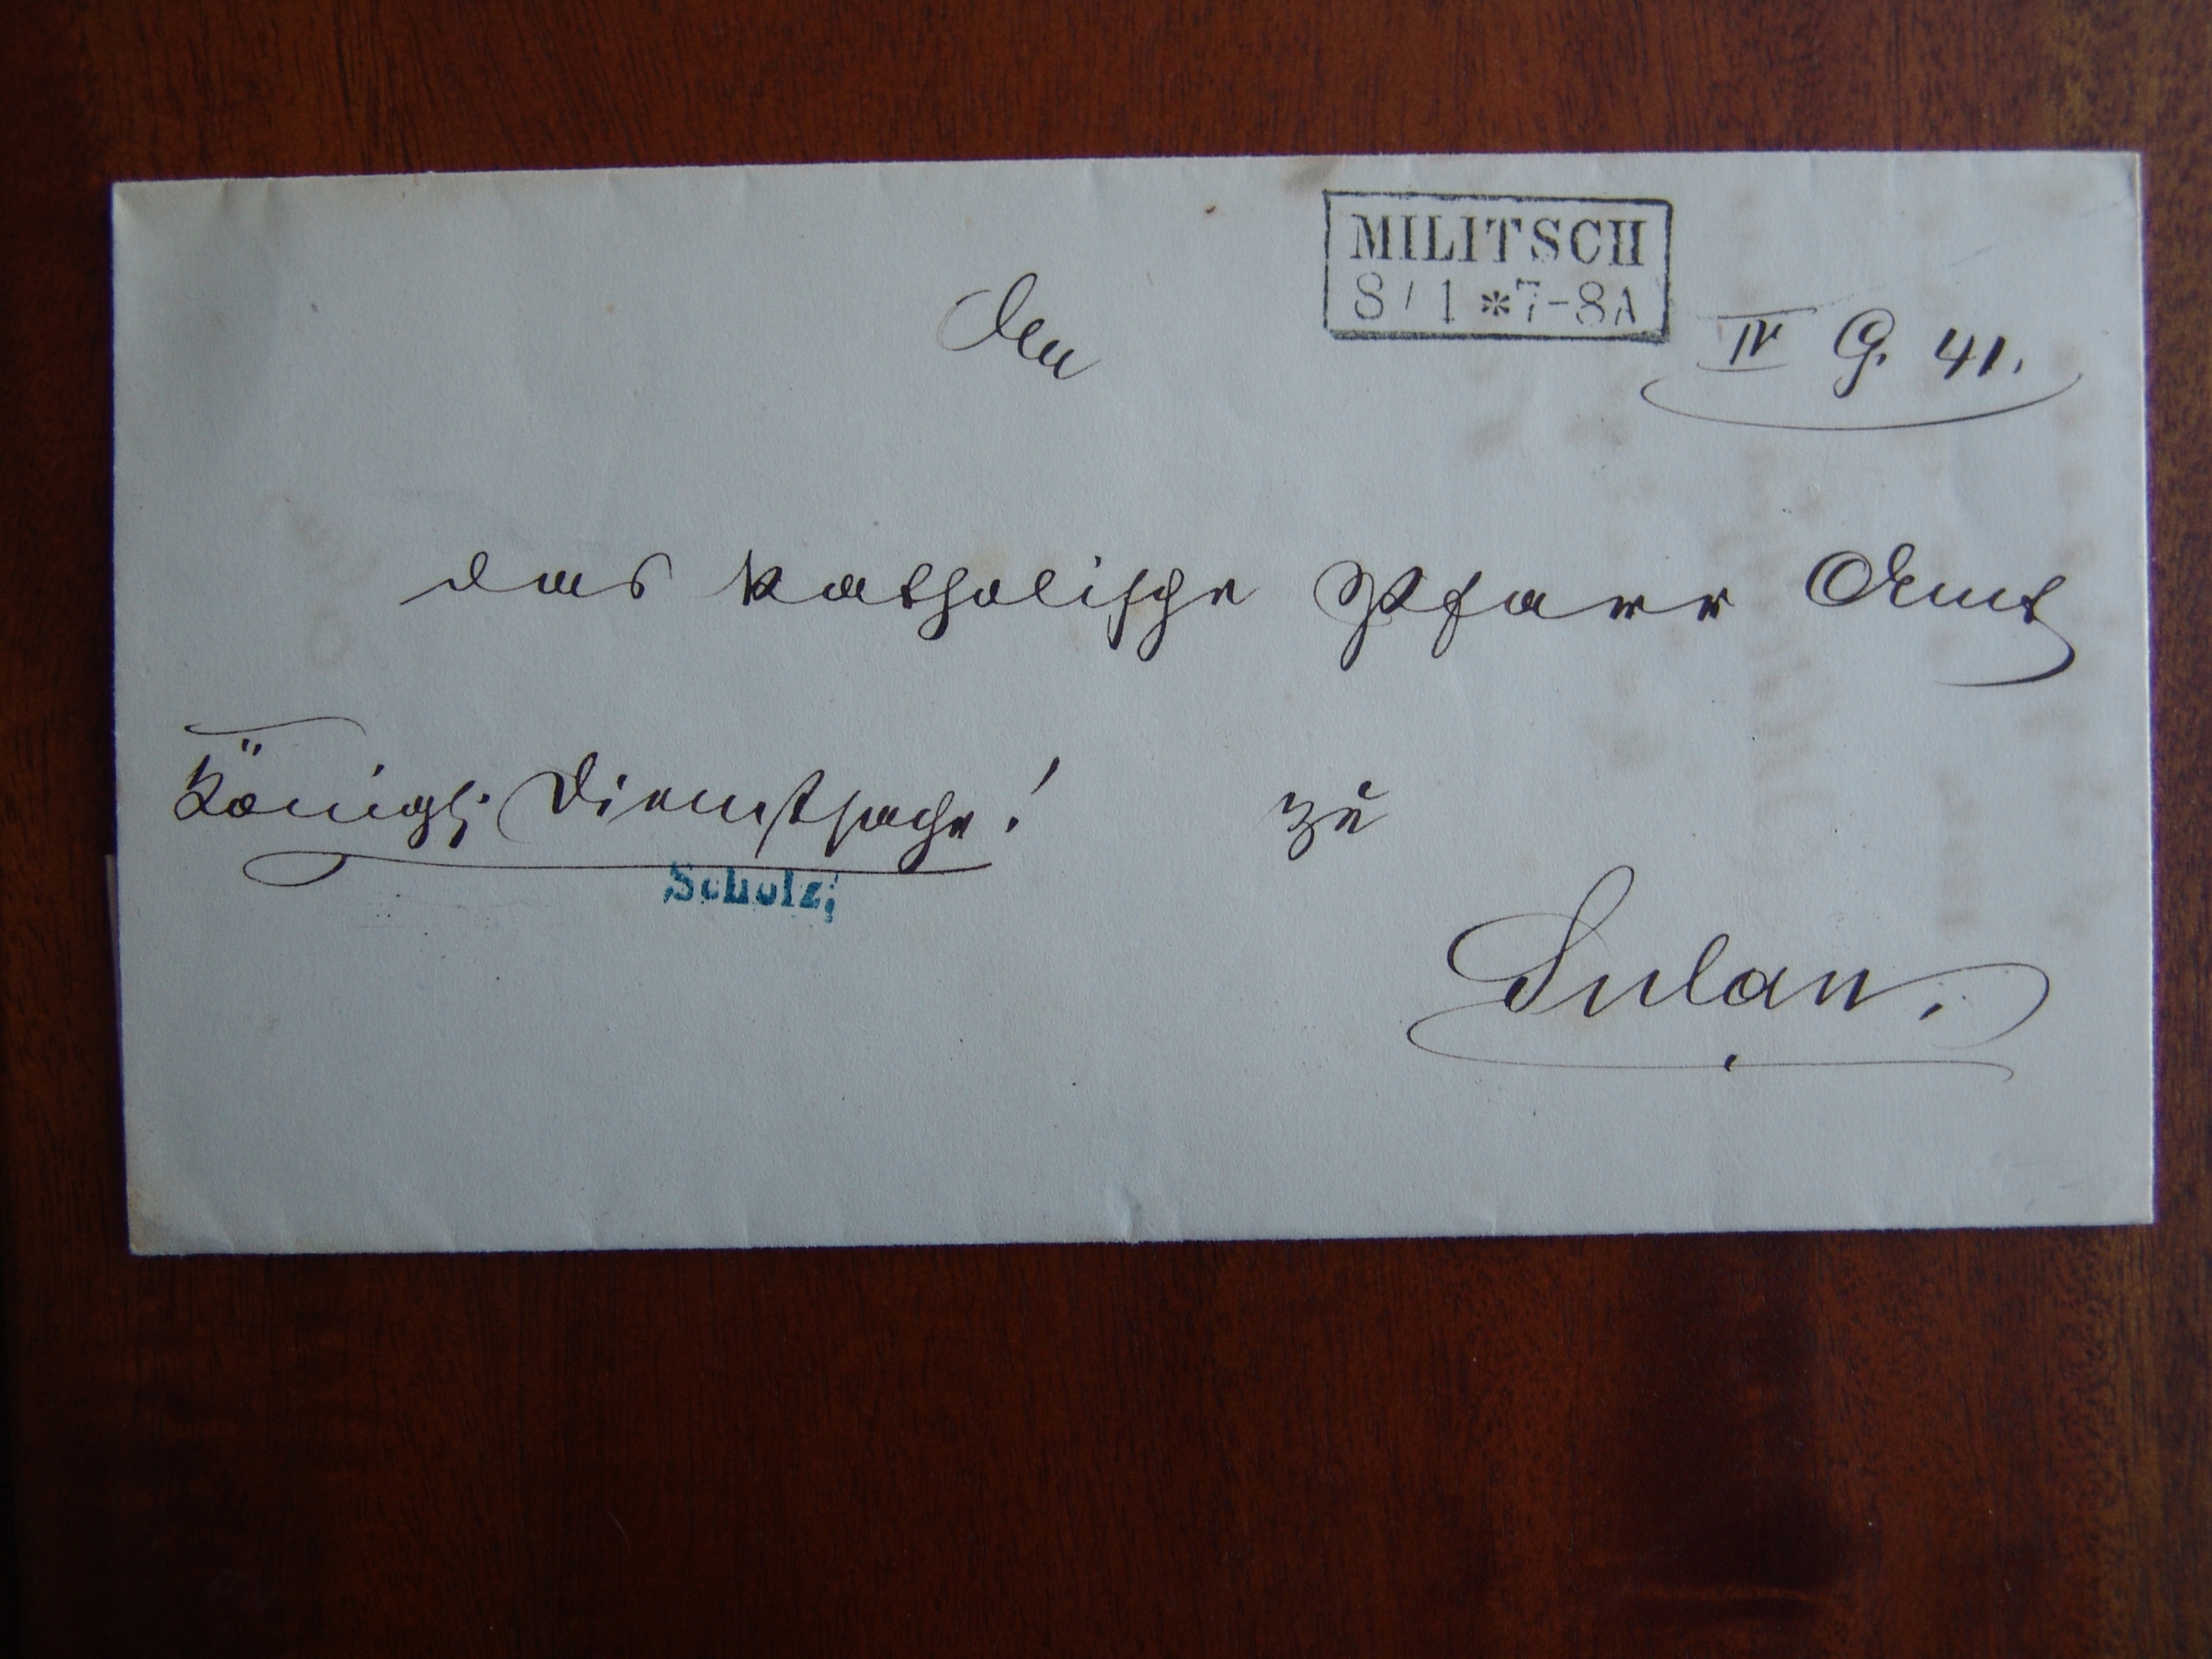 MILITSCH
8/1 *7-8A
An
IV G. 41.
das katholische Pfarr Amt
Königl. Dienstsache!
zu
Scholz,
Sulau.